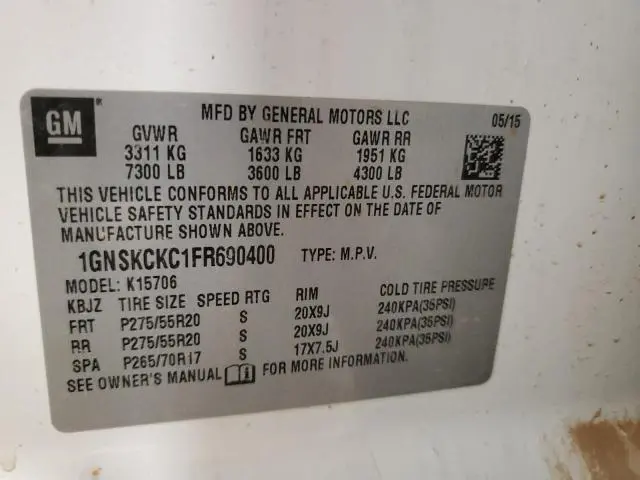 GM®
MFD BY GENERAL MOTORS LLC 05/15
GVWR GAWR FRT GAWR RR
3311 KG 1633 KG 1951 KG
7300 LB 3600 LB 4300 LB
THIS VEHICLE CONFORMS TO ALL APPLICABLE U.S. FEDERAL MOTOR
VEHICLE SAFETY STANDARDS IN EFFECT ON THE DATE OF
MANUFACTURE SHOWN ABOVE.
1GNSKCKC1FR690400 TYPE: M.P.V.
MODEL: K15706
KBJZ TIRE SIZE SPEED RTG RIM COLD TIRE PRESSURE
FRT P275/55R20 S 20X9J 240KPA(35PSI)
RR P275/55R20 S 20X9J 240KPA(35PSI)
SPA P265/70R17 S 17X7.5J 240KPA(35PSI)
SEE OWNER'S MANUAL FOR MORE INFORMATION.